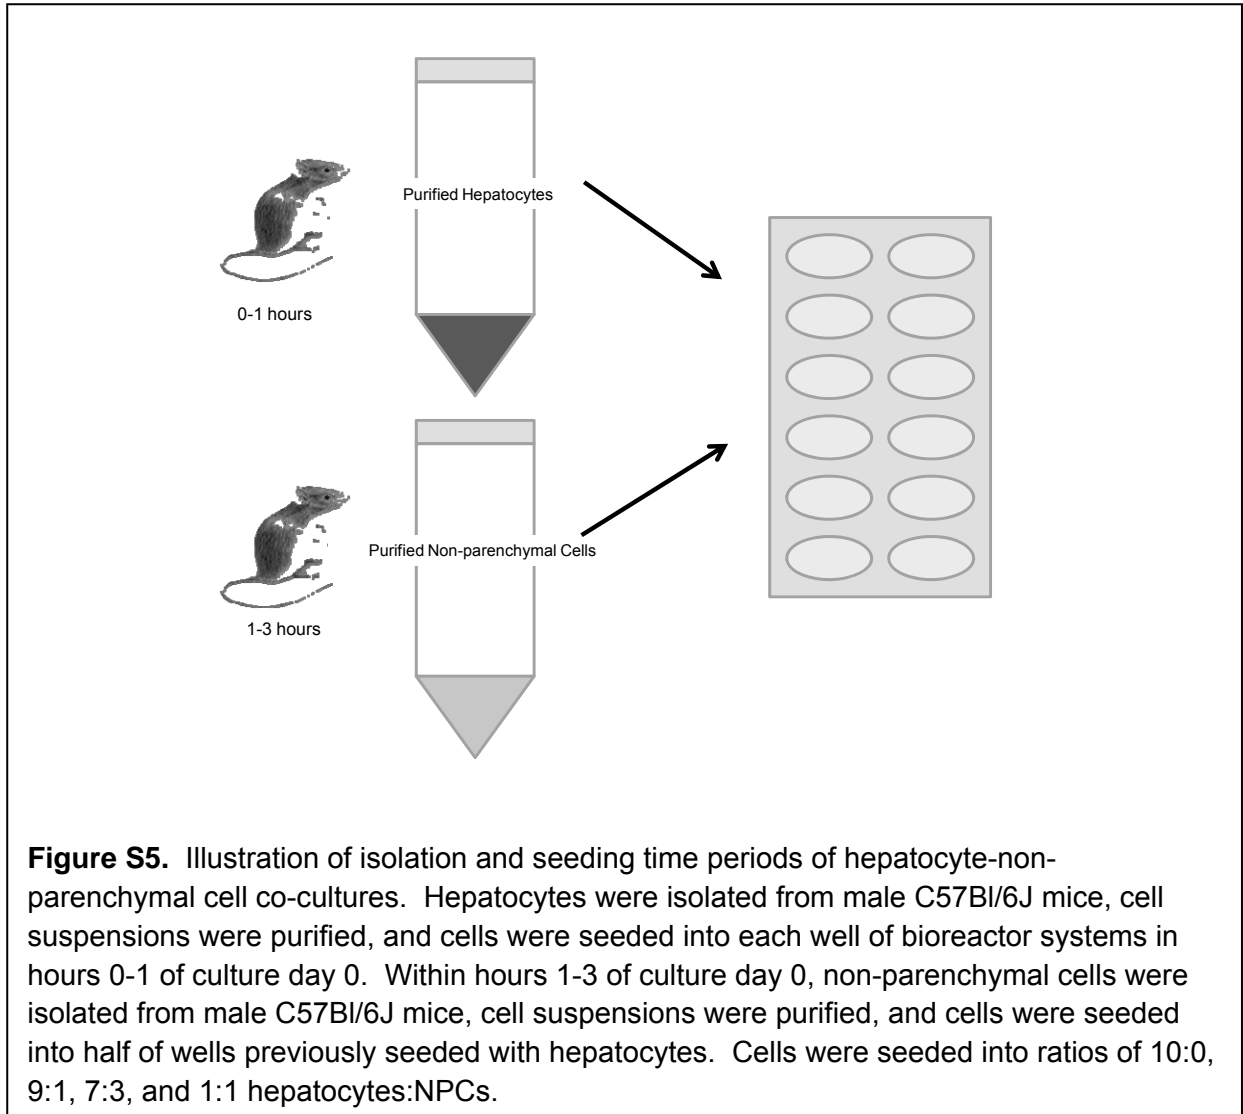 Purified Hepatocytes
0-1 hours
Purified Non-parenchymal Cells
1-3 hours
Figure S5. Illustration of isolation and seeding time periods of hepatocyte-non-
parenchymal cell co-cultures. Hepatocytes were isolated from male C57Bl/6J mice, cell
suspensions were purified, and cells were seeded into each well of bioreactor systems in
hours 0-1 of culture day 0. Within hours 1-3 of culture day 0, non-parenchymal cells were
isolated from male C57Bl/6J mice, cell suspensions were purified, and cells were seeded
into half of wells previously seeded with hepatocytes. Cells were seeded into ratios of 10:0,
9:1, 7:3, and 1:1 hepatocytes:NPCs.